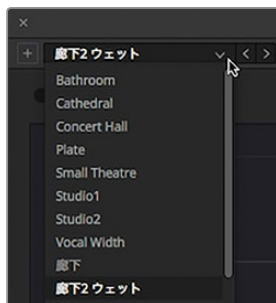 廊下2 ウェット
Bathroom
Cathedral
Concert Hall
Plate
Small Theatre
Studio1
Studio2
Vocal Width
廊下
廊下2 ウェット